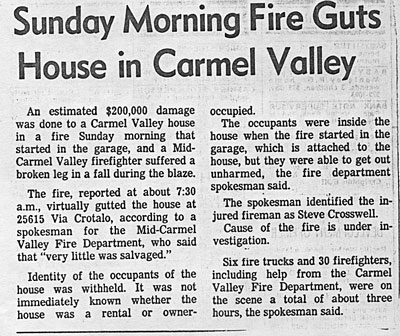 Sunday Morning Fire Guts
House in Carmel Valley
An estimated $200,000 damage
was done to a Carmel Valley house
in a fire Sunday morning that
started in the garage, and a Mid-
Carmel Valley firefighter suffered a
broken leg in a fall during the blaze.
The fire, reported at about 7:30
a.m., virtually gutted the house at
25615 Via Crotalo, according to a
spokesman for the Mid-Carmel
Valley Fire Department, who said
that "very little was salvaged."
Identity of the occupants of the
house was withheld. It was not
immediately known whether the
house was a rental or owner-
occupied.
The occupants were inside the
house when the fire started in the
garage, which is attached to the
house, but they were able to get out
unharmed, the fire department
spokesman said.
The spokesman identified the in-
jured fireman as Steve Crosswell.
Cause of the fire is under in-
vestigation.
Six fire trucks and 30 firefighters,
including help from the Carmel
Valley Fire Department, were on
the scene a total of about three
hours, the spokesman said.